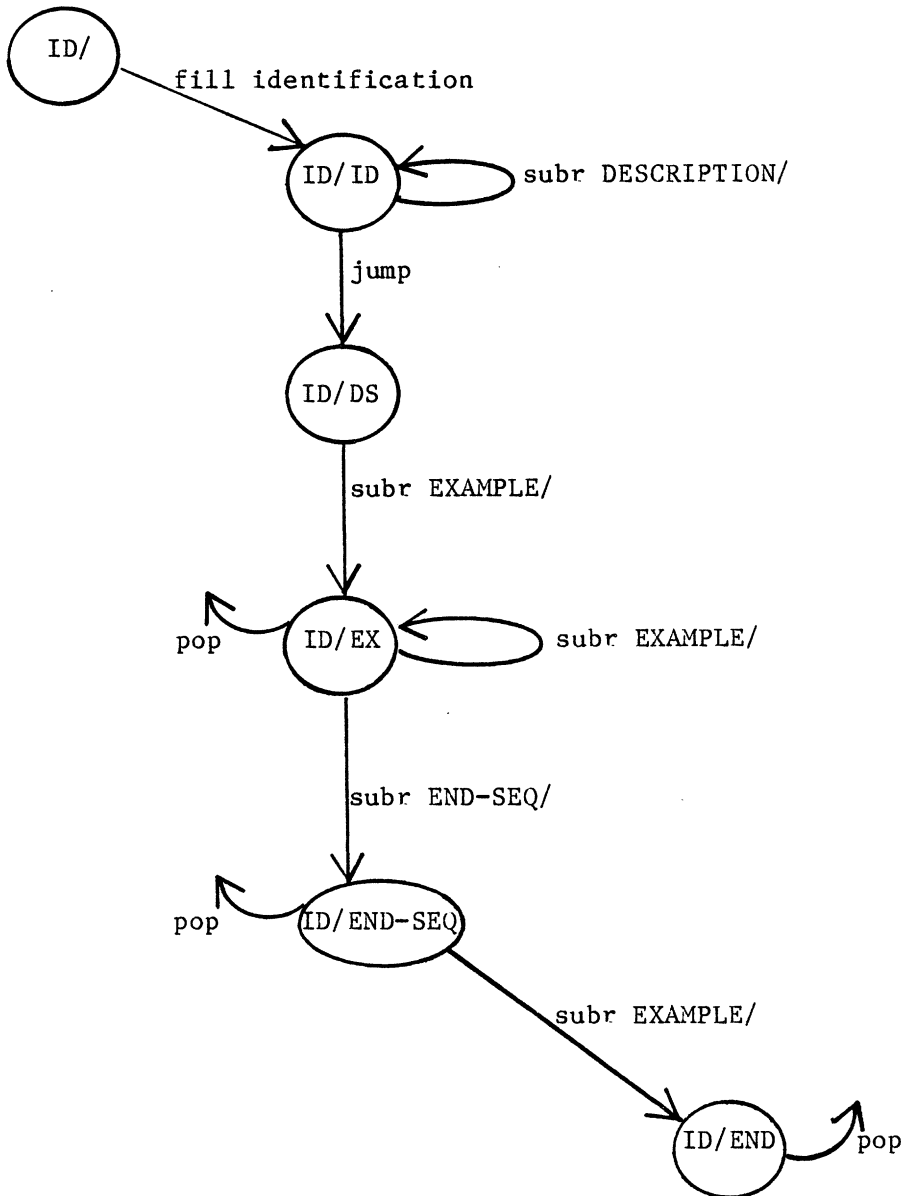 ID/
fill identification
ID/ID
subr DESCRIPTION/
jump
ID/DS
subr EXAMPLE/
ID/EX
pop
subr EXAMPLE/
subr END-SEQ/
ID/END-SEQ
pop
subr EXAMPLE/
ID/END
pop